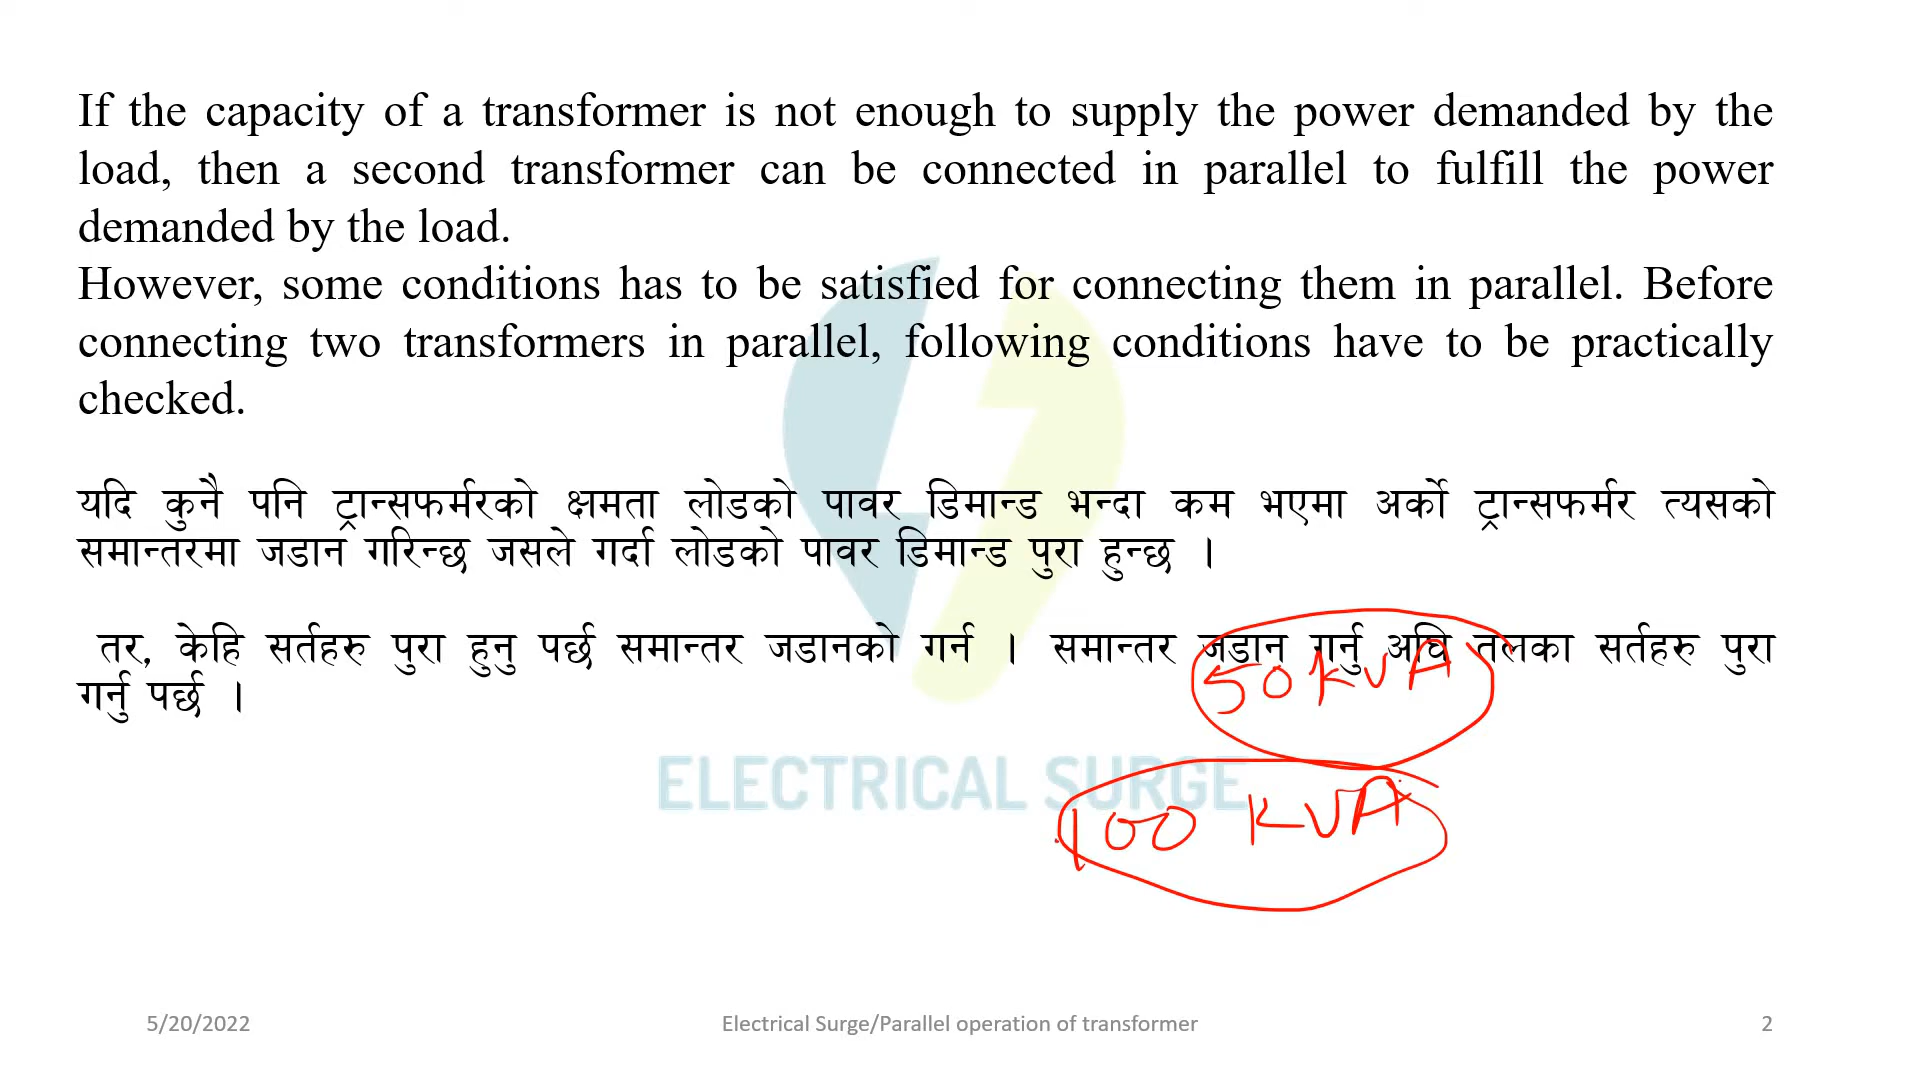 If the capacity of a transformer is not enough to supply the power demanded by the
load, then a second transformer can be connected in parallel to fulfill the power
demanded by the load.
However, some conditions has to be satisfied for connecting them in parallel. Before
connecting two transformers in parallel, following conditions have to be practically
checked.
यदि कुनै पनि ट्रान्सफर्मरको क्षमता लोडको पावर डिमान्ड भन्दा कम भएमा अर्को ट्रान्सफर्मर त्यसको
समान्तरमा जडान गरिन्छ जसले गर्दा लोडको पावर डिमान्ड पुरा हुन्छ ।
तर, केहि सर्तहरु पुरा हुनु पर्छ समान्तर जडानको गर्न । समान्तर जडान गर्नु अघि तलका सर्तहरु पुरा
गर्नु पर्छ ।
50 KVA
ELECTRICAL SURGE
100 KVA
5/20/2022
Electrical Surge/Parallel operation of transformer
2